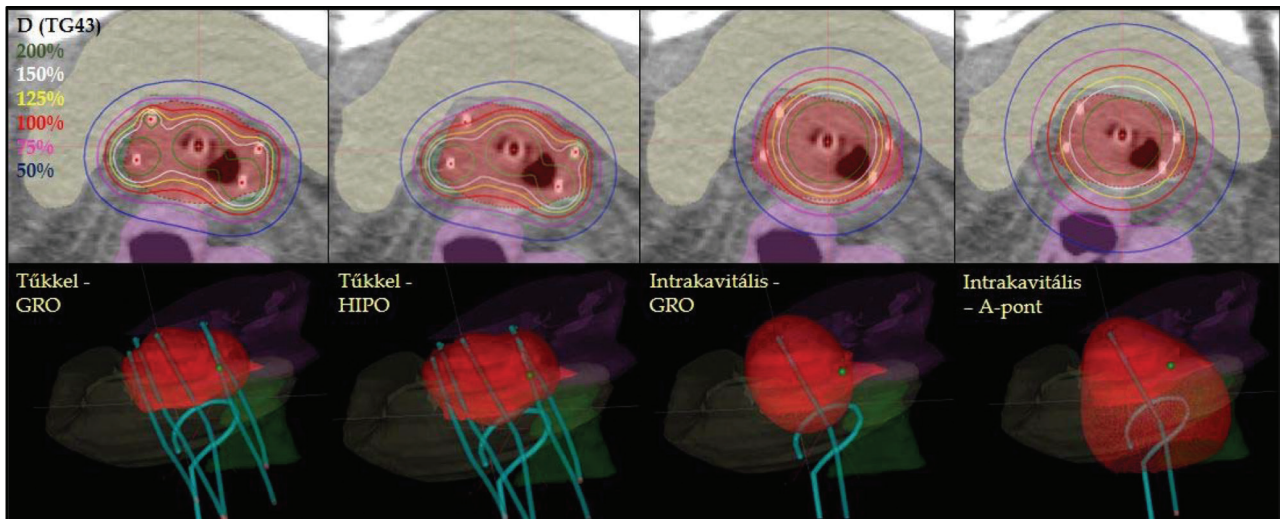 D (TG43)
200%
150%
125%
100%
75%
50%
Tűkkel -
GRO
Tűkkel -
HIPO
Intrakavitális -
GRO
Intrakavitális
– A-pont